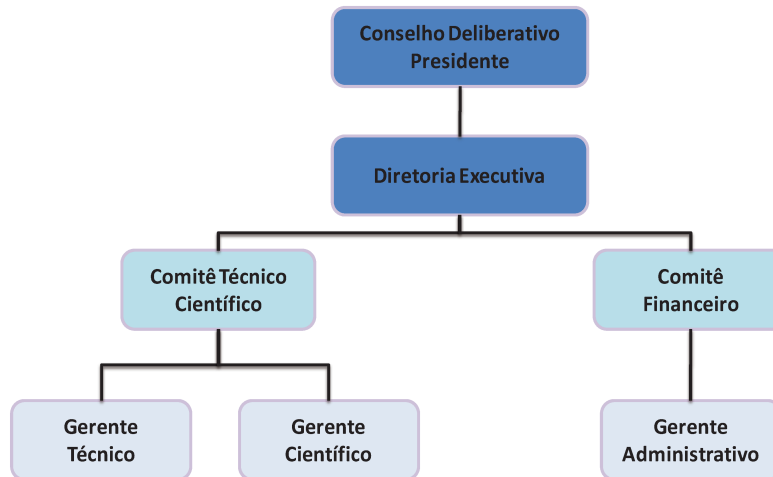 Conselho Deliberativo
Presidente
Diretoria Executiva
Comitê Técnico
Científico
Comitê
Financeiro
Gerente
Técnico
Gerente
Científico
Gerente
Administrativo